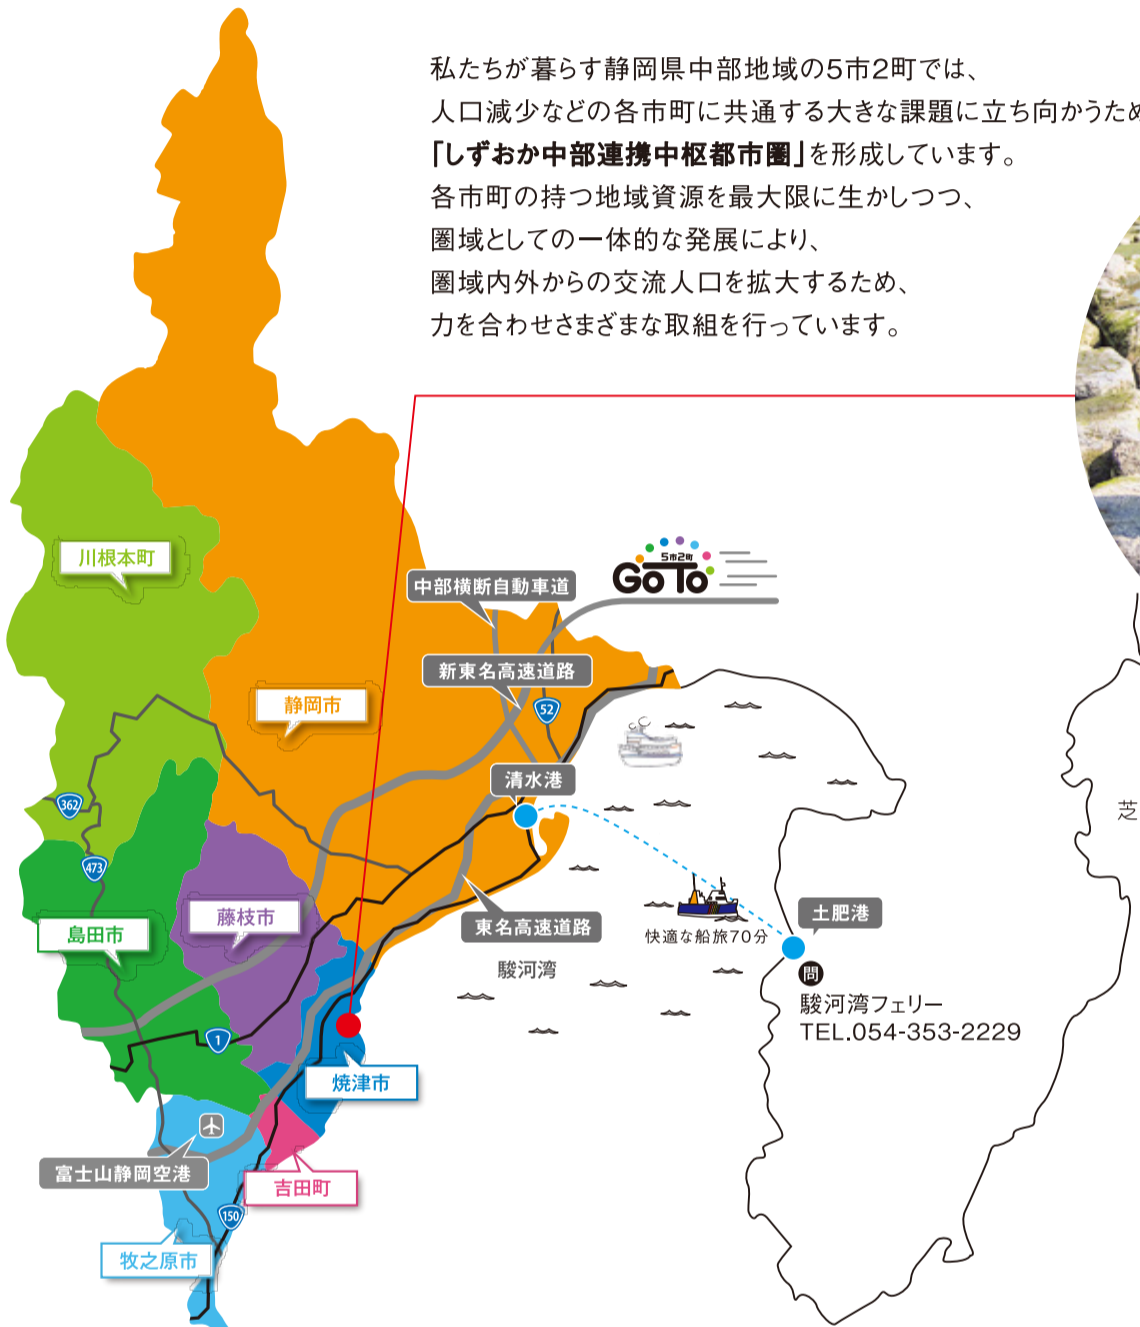 私たちが暮らす静岡県中部地域の5市2町では、
人口減少などの各市町に共通する大きな課題に立ち向かうため
「しずおか中部連携中枢都市圏」を形成しています。
各市町の持つ地域資源を最大限に生かしつつ、
圏域としての一体的な発展により、
圏域内外からの交流人口を拡大するため、
力を合わせさまざまな取組を行っています。
川根本町
5市2町
GoTo
中部横断自動車道
新東名高速道路
静岡市
52
清水港
362
473
芝
藤枝市
島田市
東名高速道路
土肥港
快適な船旅70分
駿河湾
問
駿河湾フェリー
TEL.054-353-2229
1
焼津市
富士山静岡空港
吉田町
150
牧之原市